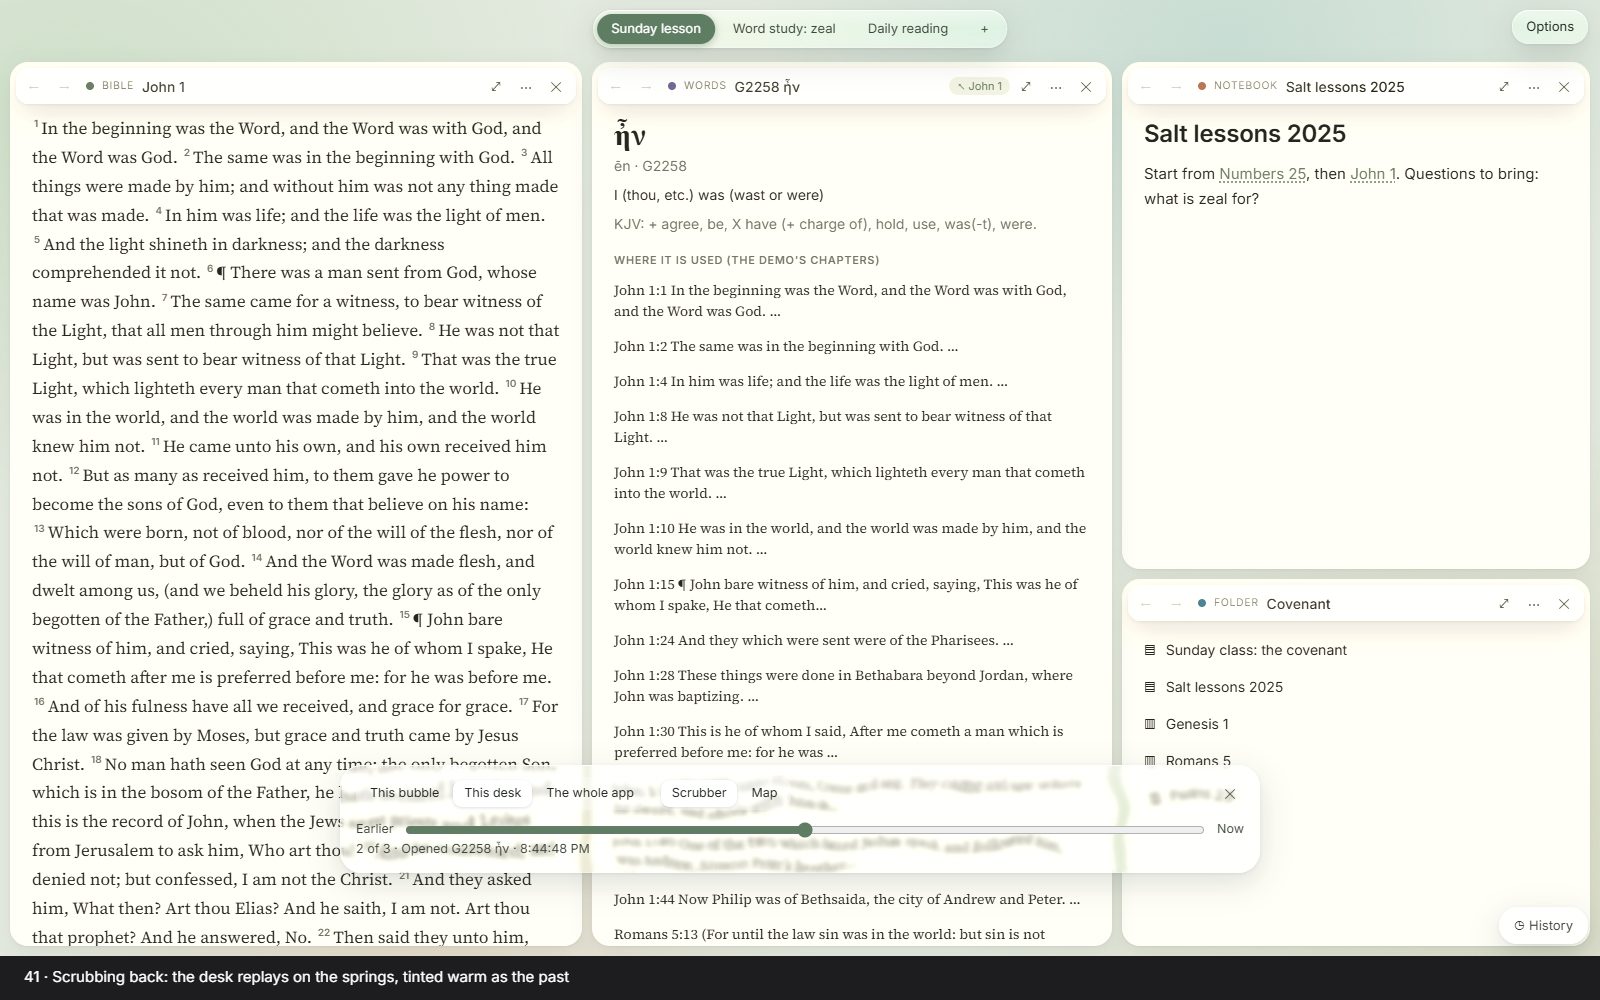 Sunday lesson
Word study: zeal
Daily reading
+
Options
BIBLE John 1
1 In the beginning was the Word, and the Word was with God, and
the Word was God. 2 The same was in the beginning with God. 3 All
things were made by him; and without him was not any thing made
that was made. 4 In him was life; and the life was the light of men.
5 And the light shineth in darkness; and the darkness
comprehended it not. 6 ¶ There was a man sent from God, whose
name was John. 7 The same came for a witness, to bear witness of
the Light, that all men through him might believe. 8 He was not that
Light, but was sent to bear witness of that Light. 9 That was the true
Light, which lighteth every man that cometh into the world. 10 He
was in the world, and the world was made by him, and the world
knew him not. 11 He came unto his own, and his own received him
not. 12 But as many as received him, to them gave he power to
become the sons of God, even to them that believe on his name:
13 Which were born, not of blood, nor of the will of the flesh, nor of
the will of man, but of God. 14 And the Word was made flesh, and
dwelt among us, (and we beheld his glory, the glory as of the only
begotten of the Father,) full of grace and truth. 15 ¶ John bare
witness of him, and cried, saying, This was he of whom I spake, He
that cometh after me is preferred before me: for he was before me.
16 And of his fulness have all we received, and grace for grace. 17 For
the law was given by Moses, but grace and truth came by Jesus
Christ. 18 No man hath seen God at any time; the only begotten Son,
which is in the bosom of the Father, he
this is the record of John, when the Jews
from Jerusalem to ask him, Who art thou
denied not; but confessed, I am not the Christ. 21 And they asked
him, What then? Art thou Elias? And he saith, I am not. Art thou
that prophet? And he answered, No. 22 Then said they unto him,
WORDS G2258 ἦν
↖ John 1
ἦν
ēn · G2258
I (thou, etc.) was (wast or were)
KJV: + agree, be, X have (+ charge of), hold, use, was(-t), were.
WHERE IT IS USED (THE DEMO'S CHAPTERS)
John 1:1 In the beginning was the Word, and the Word was with God,
and the Word was God. ...
John 1:2 The same was in the beginning with God. ...
John 1:4 In him was life; and the life was the light of men. ...
John 1:8 He was not that Light, but was sent to bear witness of that
Light. ...
John 1:9 That was the true Light, which lighteth every man that cometh
into the world. ...
John 1:10 He was in the world, and the world was made by him, and the
world knew him not. ...
John 1:15 ¶ John bare witness of him, and cried, saying, This was he of
whom I spake, He that cometh...
John 1:24 And they which were sent were of the Pharisees. ...
John 1:28 These things were done in Bethabara beyond Jordan, where
John was baptizing. ...
John 1:30 This is he of whom I said, After me cometh a man which is
preferred before me: for he was ...
John 1:44 Now Philip was of Bethsaida, the city of Andrew and Peter. ...
Romans 5:13 (For until the law sin was in the world: but sin is not
NOTEBOOK Salt lessons 2025
Salt lessons 2025
Start from Numbers 25, then John 1. Questions to bring:
what is zeal for?
FOLDER Covenant
Sunday class: the covenant
Salt lessons 2025
Genesis 1
Romans 5
This bubble
This desk
The whole app
Scrubber
Map
Earlier
Now
2 of 3 · Opened G2258 ἦν · 8:44:48 PM
History
41 · Scrubbing back: the desk replays on the springs, tinted warm as the past